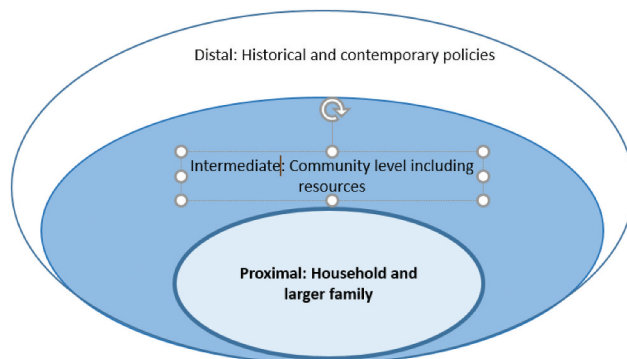 Distal: Historical and contemporary policies
Intermediate: Community level including
resources
Proximal: Household and
larger family